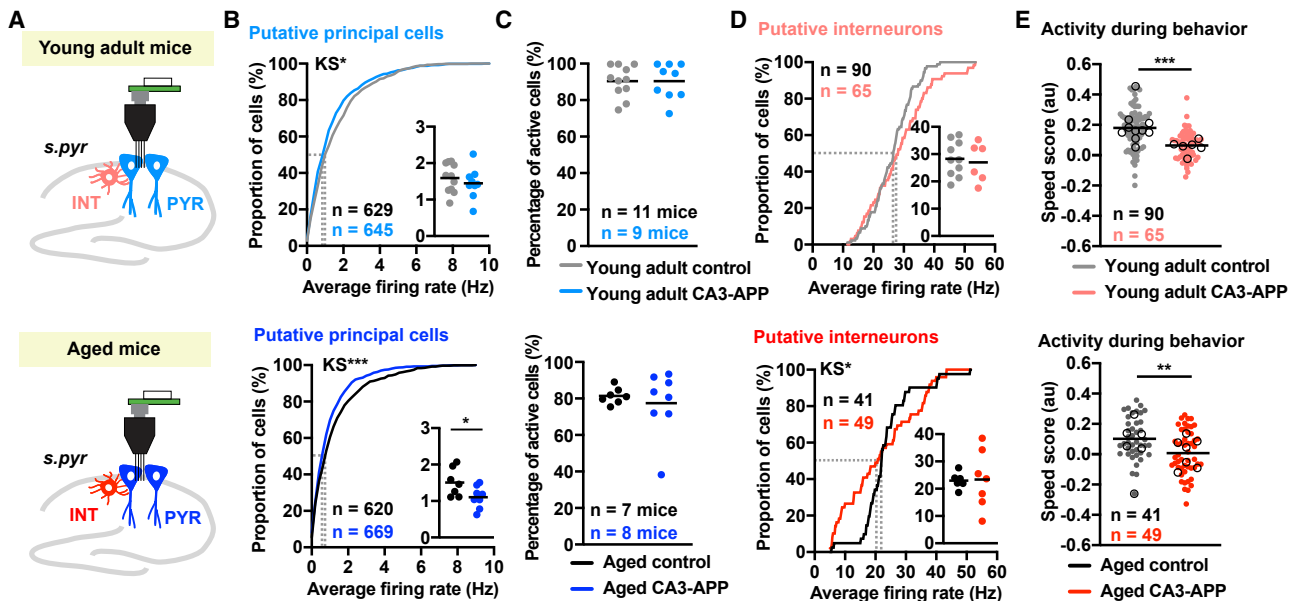 A
Young adult mice
s.pyr
INT
PYR
Aged mice
s.pyr
INT
PYR
B
Putative principal cells
KS*
Proportion of cells (%)
100
80
60
40
20
0
0 2 4 6 8 10
Average firing rate (Hz)
n = 629
n = 645
3
2
1
0
Putative principal cells
KS***
Proportion of cells (%)
100
80
60
40
20
0
0 2 4 6 8 10
Average firing rate (Hz)
n = 620
n = 669
*
3
2
1
0
C
Percentage of active cells (%)
100
80
60
40
20
0
n = 11 mice
n = 9 mice
Young adult control
Young adult CA3-APP
Percentage of active cells (%)
100
80
60
40
20
0
n = 7 mice
n = 8 mice
Aged control
Aged CA3-APP
D
Putative interneurons
n = 90
n = 65
Proportion of cells (%)
100
80
60
40
20
0
0 10 20 30 40 50 60
Average firing rate (Hz)
40
30
20
10
0
Putative interneurons
KS*
n = 41
n = 49
Proportion of cells (%)
100
80
60
40
20
0
0 10 20 30 40 50 60
Average firing rate (Hz)
40
30
20
10
0
E
Activity during behavior
***
Speed score (au)
0.6
0.4
0.2
0.0
-0.2
-0.4
-0.6
n = 90
n = 65
Young adult control
Young adult CA3-APP
Activity during behavior
**
Speed score (au)
0.6
0.4
0.2
0.0
-0.2
-0.4
-0.6
n = 41
n = 49
Aged control
Aged CA3-APP